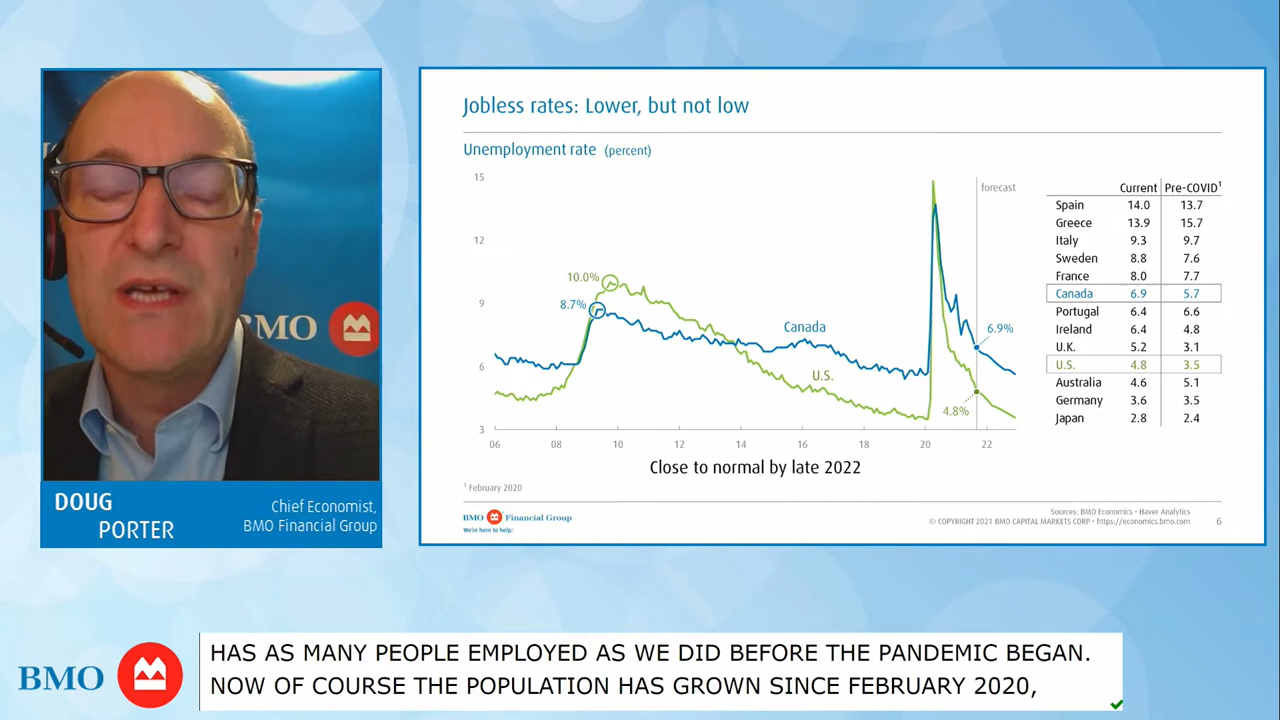 Jobless rates: Lower, but not low
Unemployment rate (percent)
15
12
9
6
3
10.0%
8.7%
Canada
U.S.
forecast
6.9%
4.8%
06 08 10 12 14 16 18 20 22
Close to normal by late 2022
Current Pre-COVID¹
Spain 14.0 13.7
Greece 13.9 15.7
Italy 9.3 9.7
Sweden 8.8 7.6
France 8.0 7.7
Canada 6.9 5.7
Portugal 6.4 6.6
Ireland 6.4 4.8
U.K. 5.2 3.1
U.S. 4.8 3.5
Australia 4.6 5.1
Germany 3.6 3.5
Japan 2.8 2.4
¹ February 2020
BMO Financial Group
We're here to help.
Sources: BMO Economics • Haver Analytics
© COPYRIGHT 2021 BMO CAPITAL MARKETS CORP • https://economics.bmo.com 6
BMO
DOUG
PORTER
Chief Economist,
BMO Financial Group
BMO
HAS AS MANY PEOPLE EMPLOYED AS WE DID BEFORE THE PANDEMIC BEGAN.
NOW OF COURSE THE POPULATION HAS GROWN SINCE FEBRUARY 2020,